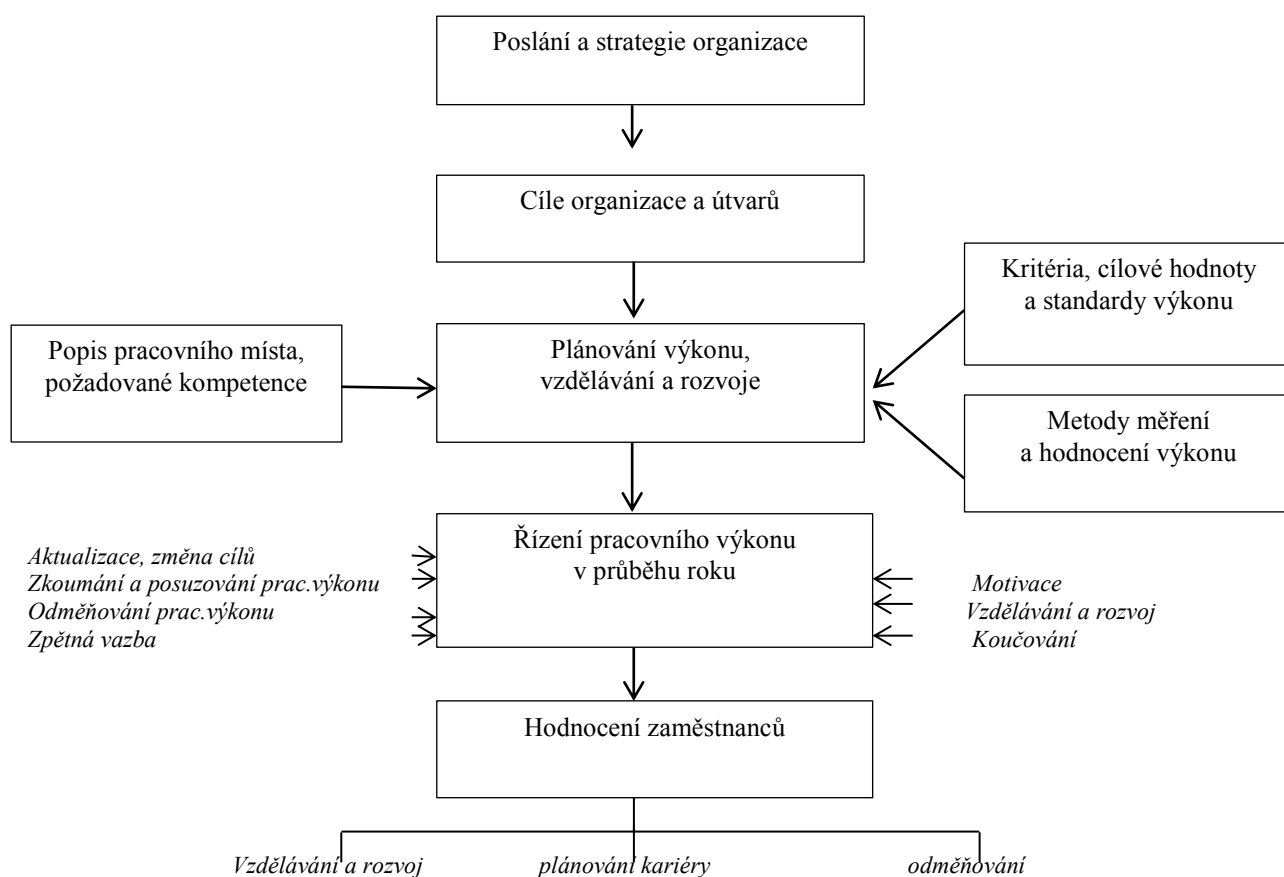 Poslání a strategie organizace
Cíle organizace a útvarů
Kritéria, cílové hodnoty
a standardy výkonu
Popis pracovního místa,
požadované kompetence
Plánování výkonu,
vzdělávání a rozvoje
Metody měření
a hodnocení výkonu
Řízení pracovního výkonu
v průběhu roku
Aktualizace, změna cílů
Zkoumání a posuzování prac.výkonu
Odměňování prac.výkonu
Zpětná vazba
Motivace
Vzdělávání a rozvoj
Koučování
Hodnocení zaměstnanců
Vzdělávání a rozvoj
plánování kariéry
odměňování